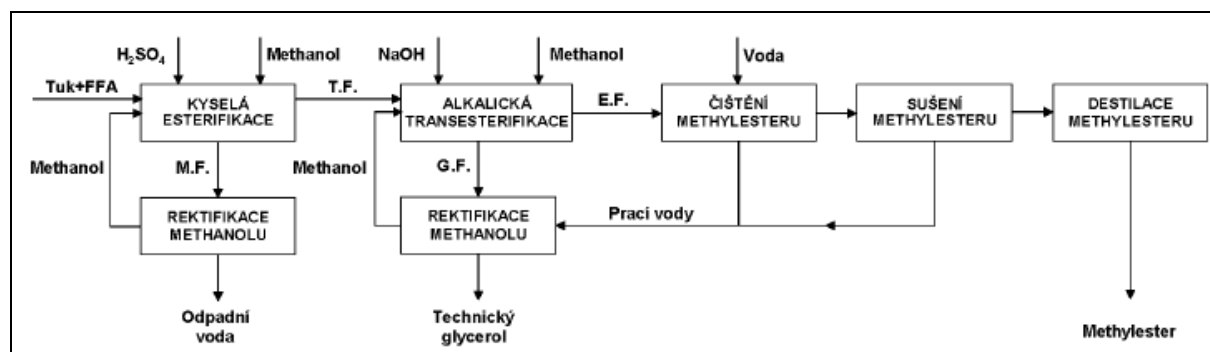 H₂SO₄
Methanol
NaOH
Methanol
Voda
Tuk+FFA
KYSELÁ
ESTERIFIKACE
T.F.
ALKALICKÁ
TRANSESTERIFIKACE
E.F.
ČIŠTĚNÍ
METHYLESTERU
SUŠENÍ
METHYLESTERU
DESTILACE
METHYLESTERU
Methanol
M.F.
Methanol
G.F.
REKTIFIKACE
METHANOLU
REKTIFIKACE
METHANOLU
Prací vody
Odpadní
voda
Technický
glycerol
Methylester